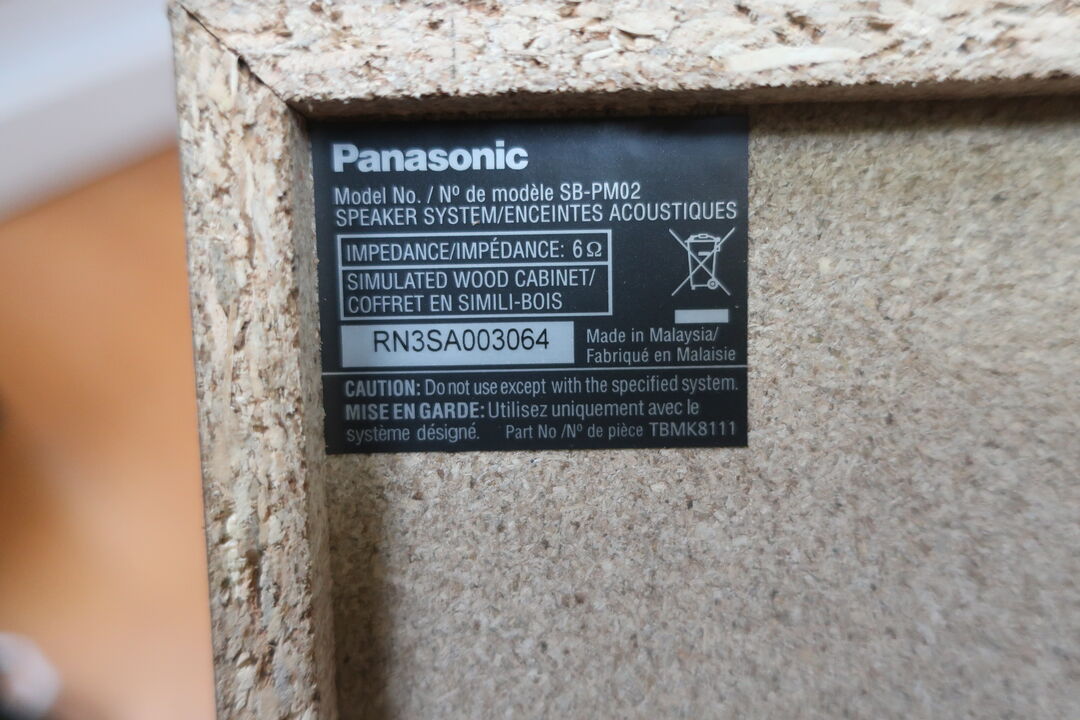 Panasonic
Model No. / Nº de modèle SB-PM02
SPEAKER SYSTEM/ENCEINTES ACOUSTIQUES
IMPEDANCE/IMPÉDANCE: 6Ω
SIMULATED WOOD CABINET/
COFFRET EN SIMILI-BOIS
RN3SA003064
Made in Malaysia/
Fabriqué en Malaisie
CAUTION: Do not use except with the specified system.
MISE EN GARDE: Utilisez uniquement avec le
système désigné. Part No /Nº de pièce TBMK8111